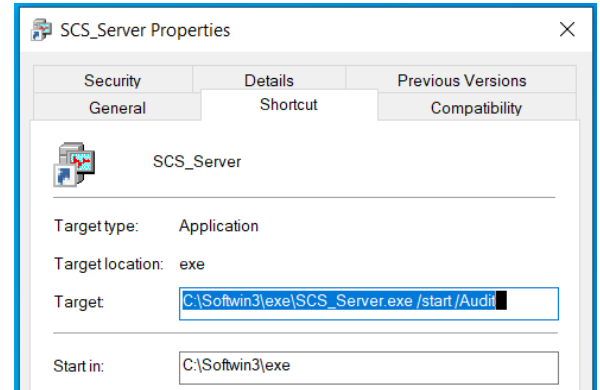 SCS_Server Properties
Security Details Previous Versions
General Shortcut Compatibility
SCS_Server
Target type: Application
Target location: exe
Target: C:\Softwin3\exe\SCS_Server.exe /start /Audit
Start in: C:\Softwin3\exe